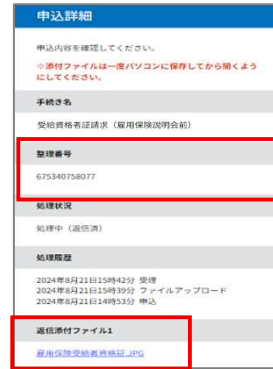 申込詳細
申込内容を確認してください。
※添付ファイルは一度パソコンに保存してから開くよう
にしてください。
手続き名
受給資格者証請求(雇用保険説明会前)
整理番号
675340758077
処理状況
処理中(返信済)
処理履歴
2024年8月21日15時42分 受理
2024年8月21日15時39分 ファイルアップロード
2024年8月21日14時53分 申込
返信添付ファイル1
雇用保険受給者資格証.JPG